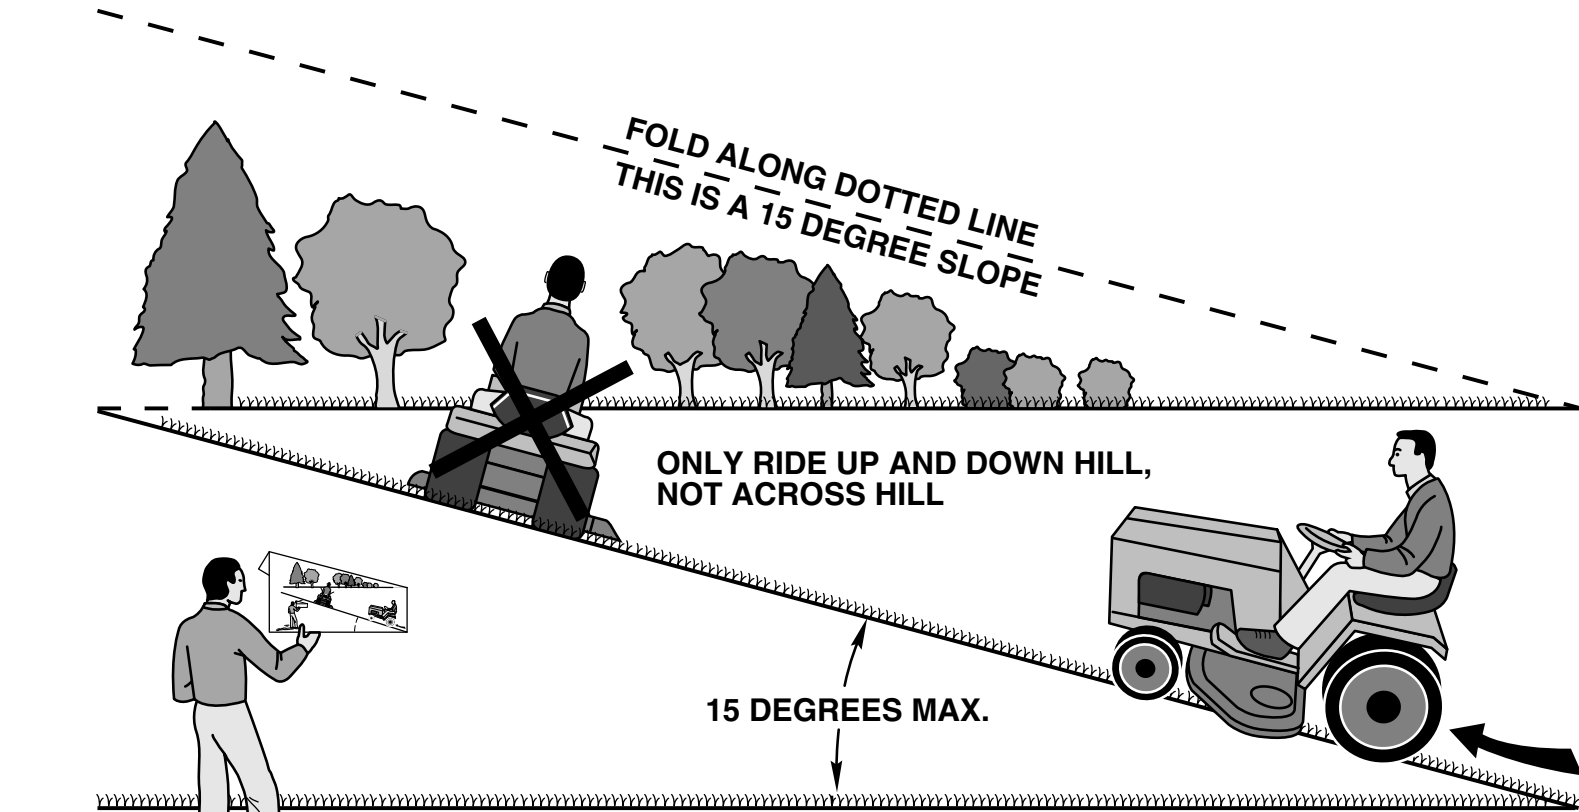 FOLD ALONG DOTTED LINE
THIS IS A 15 DEGREE SLOPE
ONLY RIDE UP AND DOWN HILL,
NOT ACROSS HILL
15 DEGREES MAX.